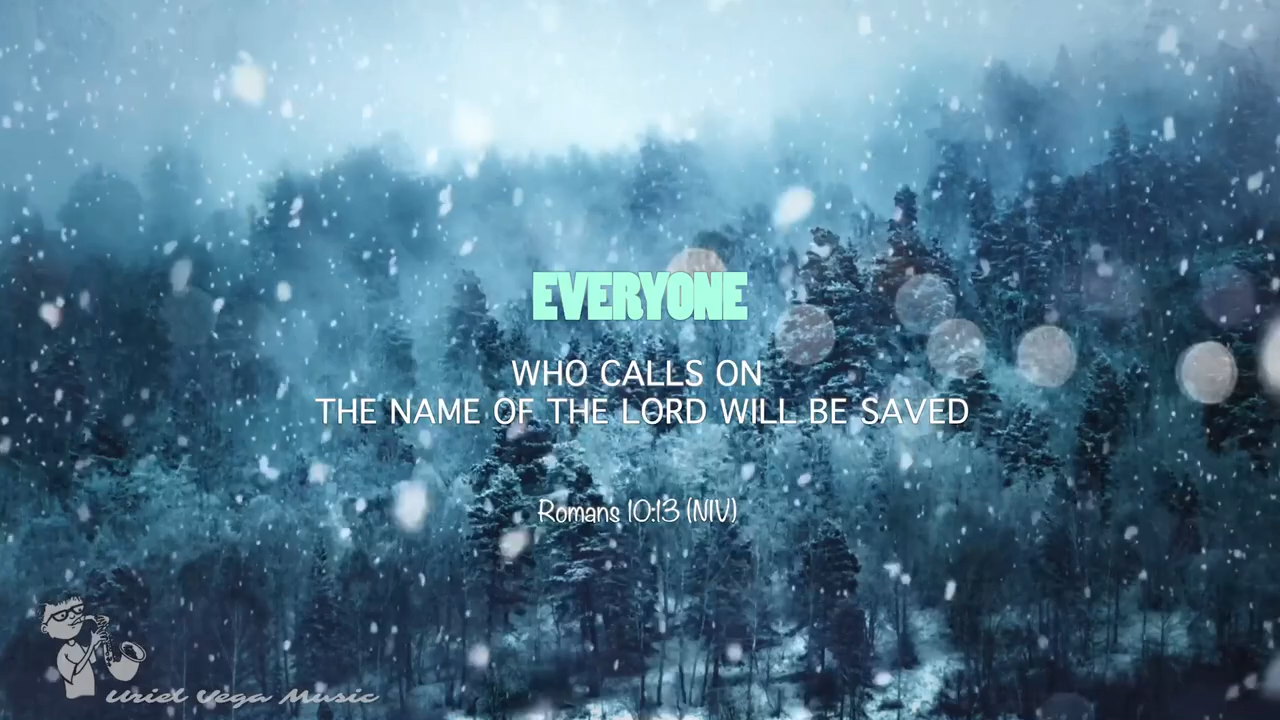 EVERYONE
WHO CALLS ON
THE NAME OF THE LORD WILL BE SAVED
Romans 10:13 (NIV)
Uriel Vega Music